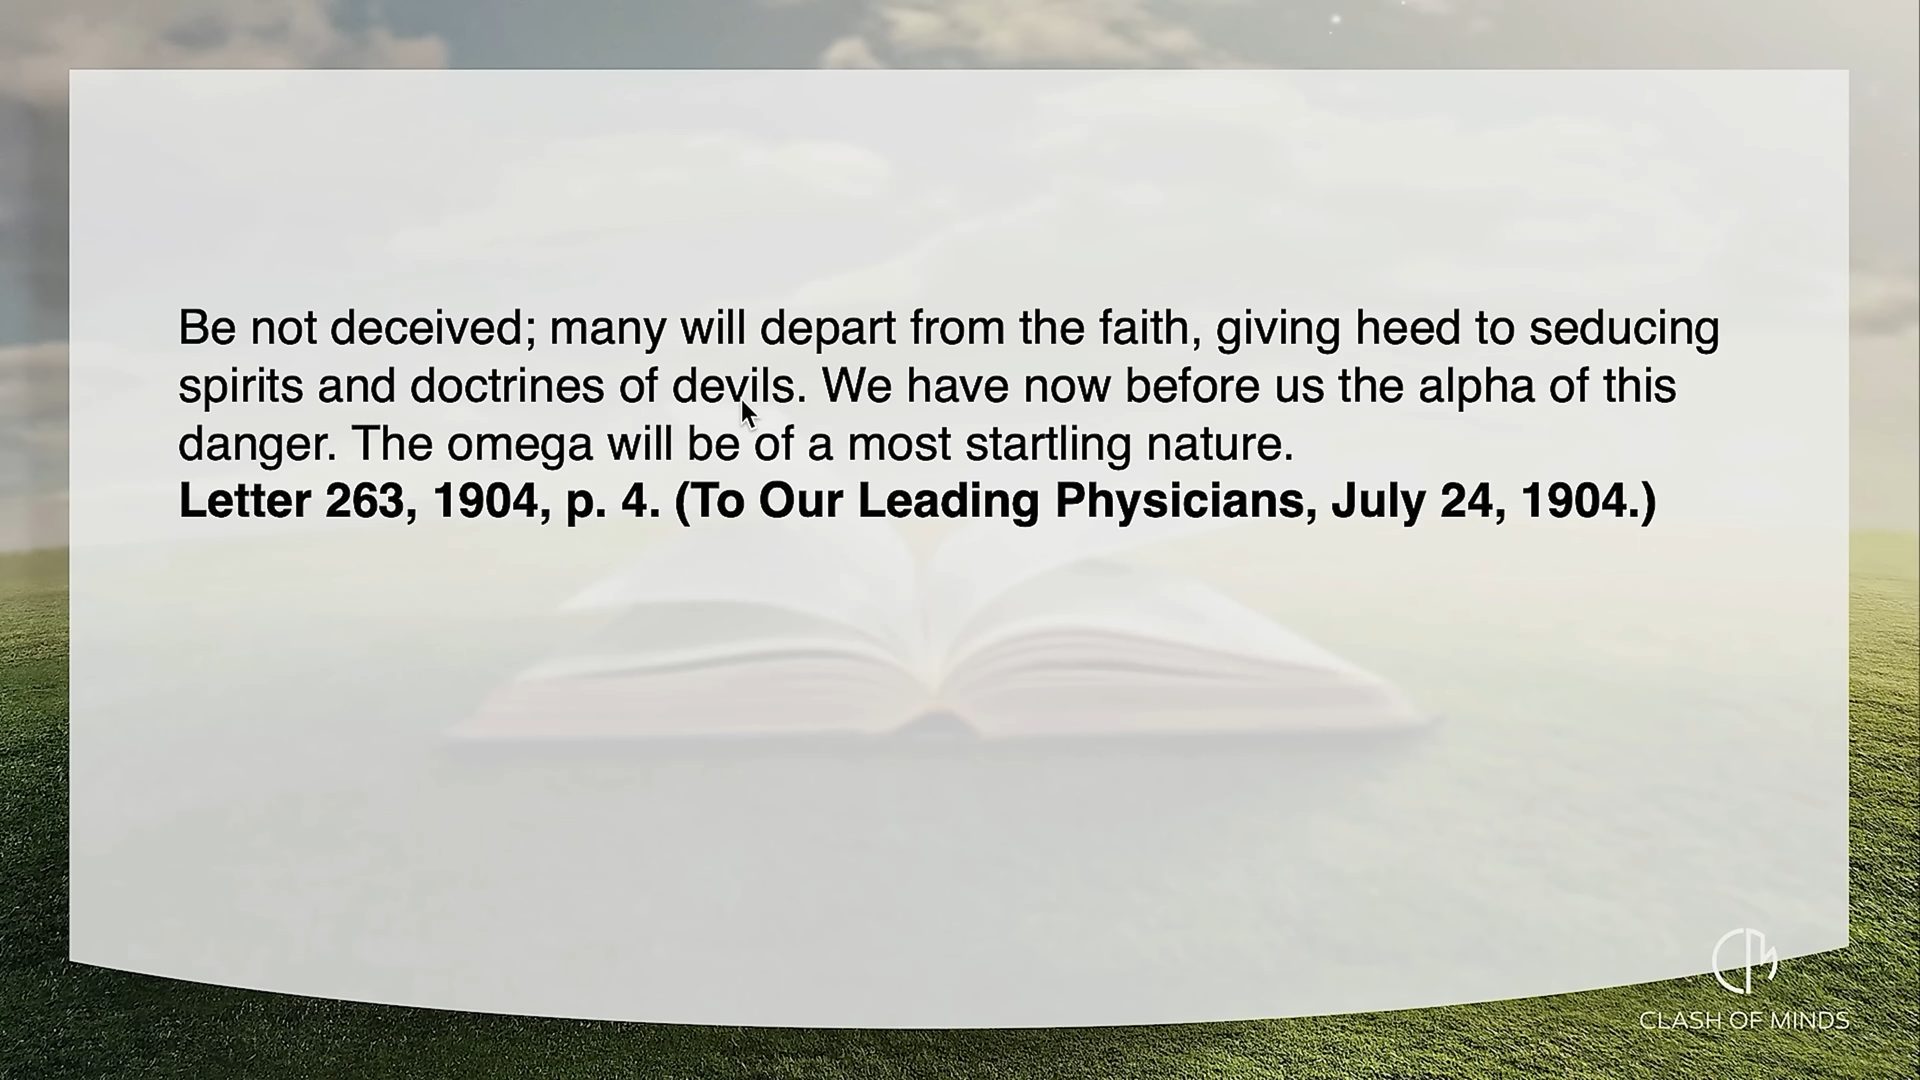 Be not deceived; many will depart from the faith, giving heed to seducing
spirits and doctrines of devils. We have now before us the alpha of this
danger. The omega will be of a most startling nature.
Letter 263, 1904, p. 4. (To Our Leading Physicians, July 24, 1904.)
CLASH OF MINDS